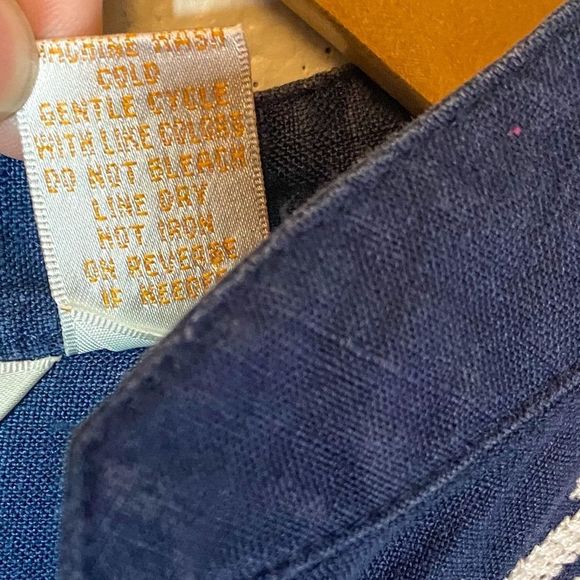 MACHINE WASH
COLD
GENTLE CYCLE
WITH LIKE COLORS
DO NOT BLEACH
LINE DRY
HOT IRON
ON REVERSE
IF NEEDED